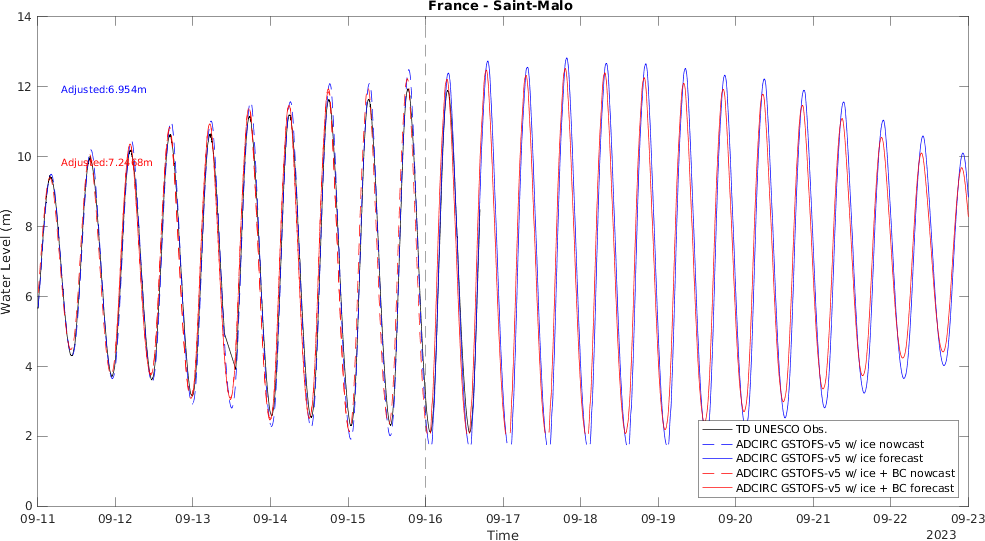 France - Saint-Malo
14
12
10
8
6
4
2
0
Water Level (m)
Adjusted:6.954m
Adjusted:7.2468m
TD UNESCO Obs.
ADCIRC GSTOFS-v5 w/ ice nowcast
ADCIRC GSTOFS-v5 w/ ice forecast
ADCIRC GSTOFS-v5 w/ ice + BC nowcast
ADCIRC GSTOFS-v5 w/ ice + BC forecast
09-11 09-12 09-13 09-14 09-15 09-16 09-17 09-18 09-19 09-20 09-21 09-22 09-23
Time
2023